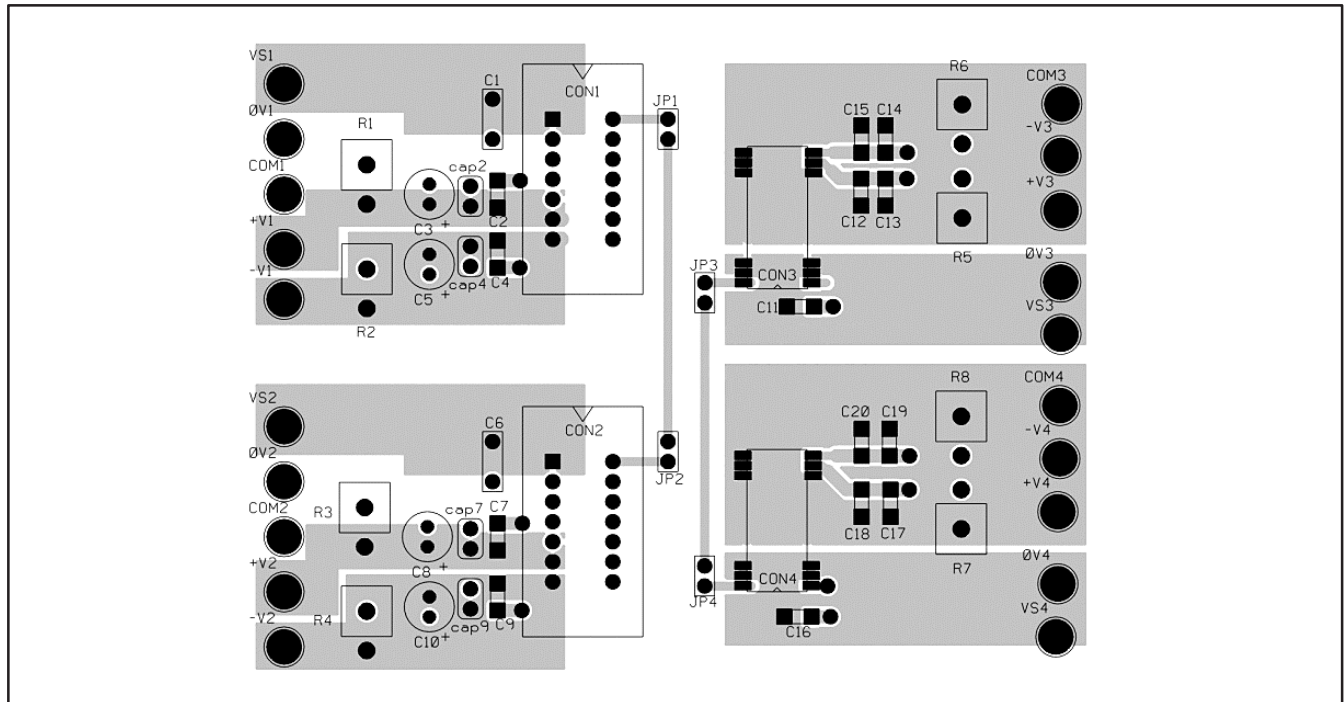 VS1
ØV1
COM1
+V1
-V1
R1
R2
C1
cap2
C3
+
C2
cap4
C5
+
C4
CON1
JP1
VS2
ØV2
COM2
+V2
-V2
R3
R4
C6
cap7
C7
C8
+
cap9
C9
C10
+
CON2
JP2
R6
COM3
C15 C14
-V3
+V3
C12 C13
R5
ØV3
JP3
CON3
C11
VS3
R8
COM4
C20 C19
-V4
+V4
C18 C17
R7
ØV4
JP4
CON4
VS4
C16